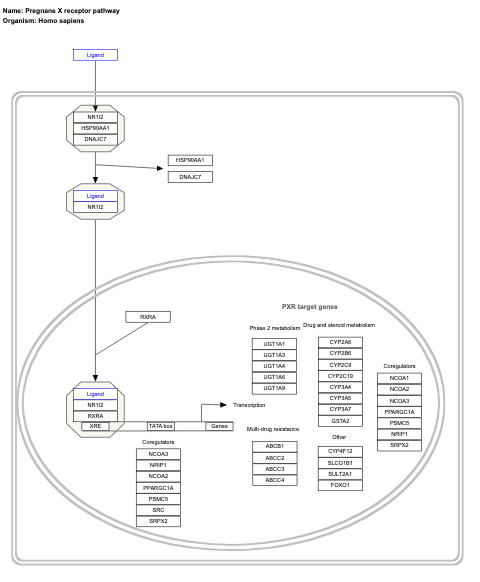 Name: Pregnane X receptor pathway
Organism: Homo sapiens
Ligand
NR1I2
HSP90AA1
DNAJC7
HSP90AA1
DNAJC7
Ligand
NR1I2
RXRA
Ligand
NR1I2
RXRA
XRE
TATA box
Genes
Transcription
Coregulators
NCOA3
NRIP1
NCOA2
PPARGC1A
PSMC5
SRC
SRPX2
PXR target genes
Phase 2 metabolism
UGT1A1
UGT1A3
UGT1A4
UGT1A6
UGT1A9
Multi-drug resistance
ABCB1
ABCC2
ABCC3
ABCC4
Drug and steroid metabolism
CYP2A6
CYP2B6
CYP2C9
CYP2C19
CYP3A4
CYP3A5
CYP3A7
GSTA2
Other
CYP4F12
SLCO1B1
SULT2A1
FOXO1
Coregulators
NCOA1
NCOA2
NCOA3
PPARGC1A
PSMC5
NRIP1
SRPX2